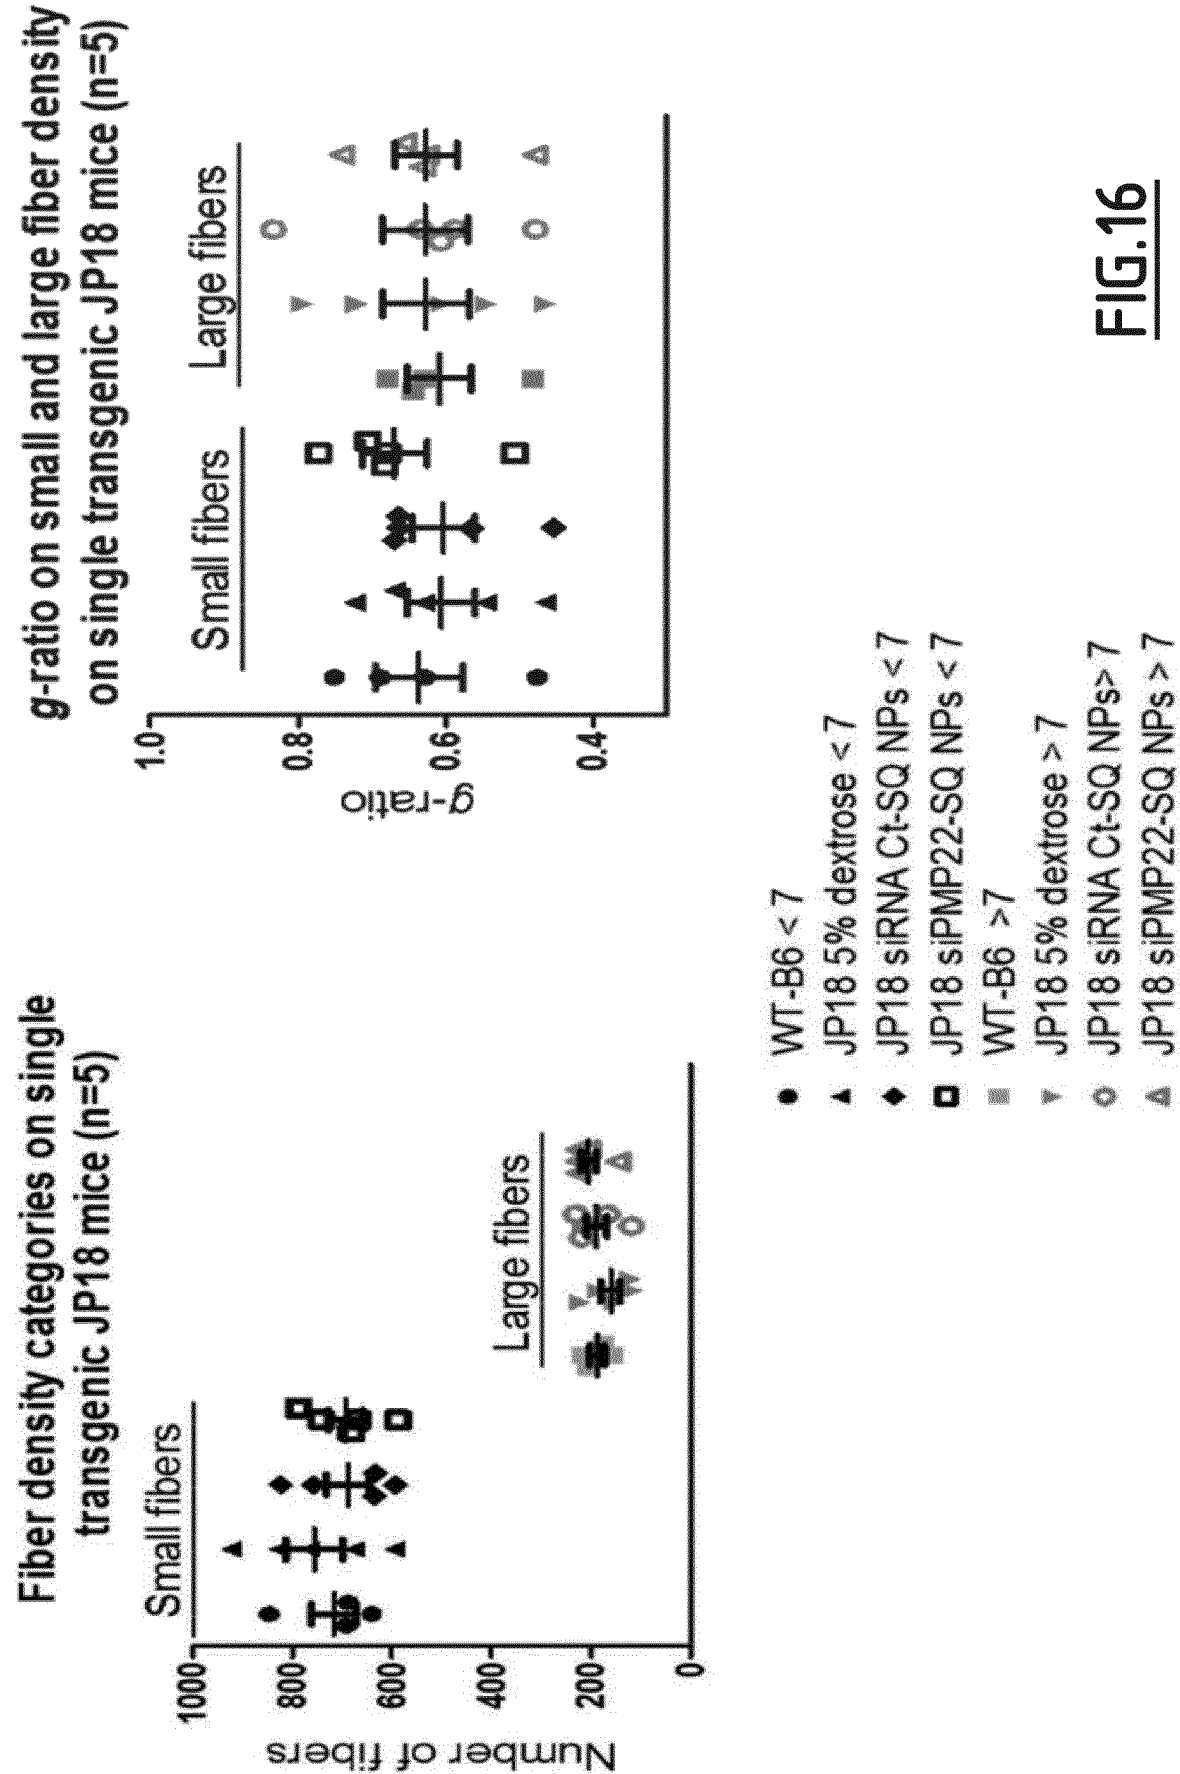 Fiber density categories on single
transgenic JP18 mice (n=5)
Small fibers
Large fibers
1000
800
600
400
200
0
Number of fibers
g-ratio on small and large fiber density
on single transgenic JP18 mice (n=5)
Small fibers
Large fibers
1.0
0.8
0.6
0.4
g-ratio
WT-B6 < 7
JP18 5% dextrose < 7
JP18 siRNA Ct-SQ NPs < 7
JP18 siPMP22-SQ NPs < 7
WT-B6 >7
JP18 5% dextrose > 7
JP18 siRNA Ct-SQ NPs> 7
JP18 siPMP22-SQ NPs > 7
FIG.16